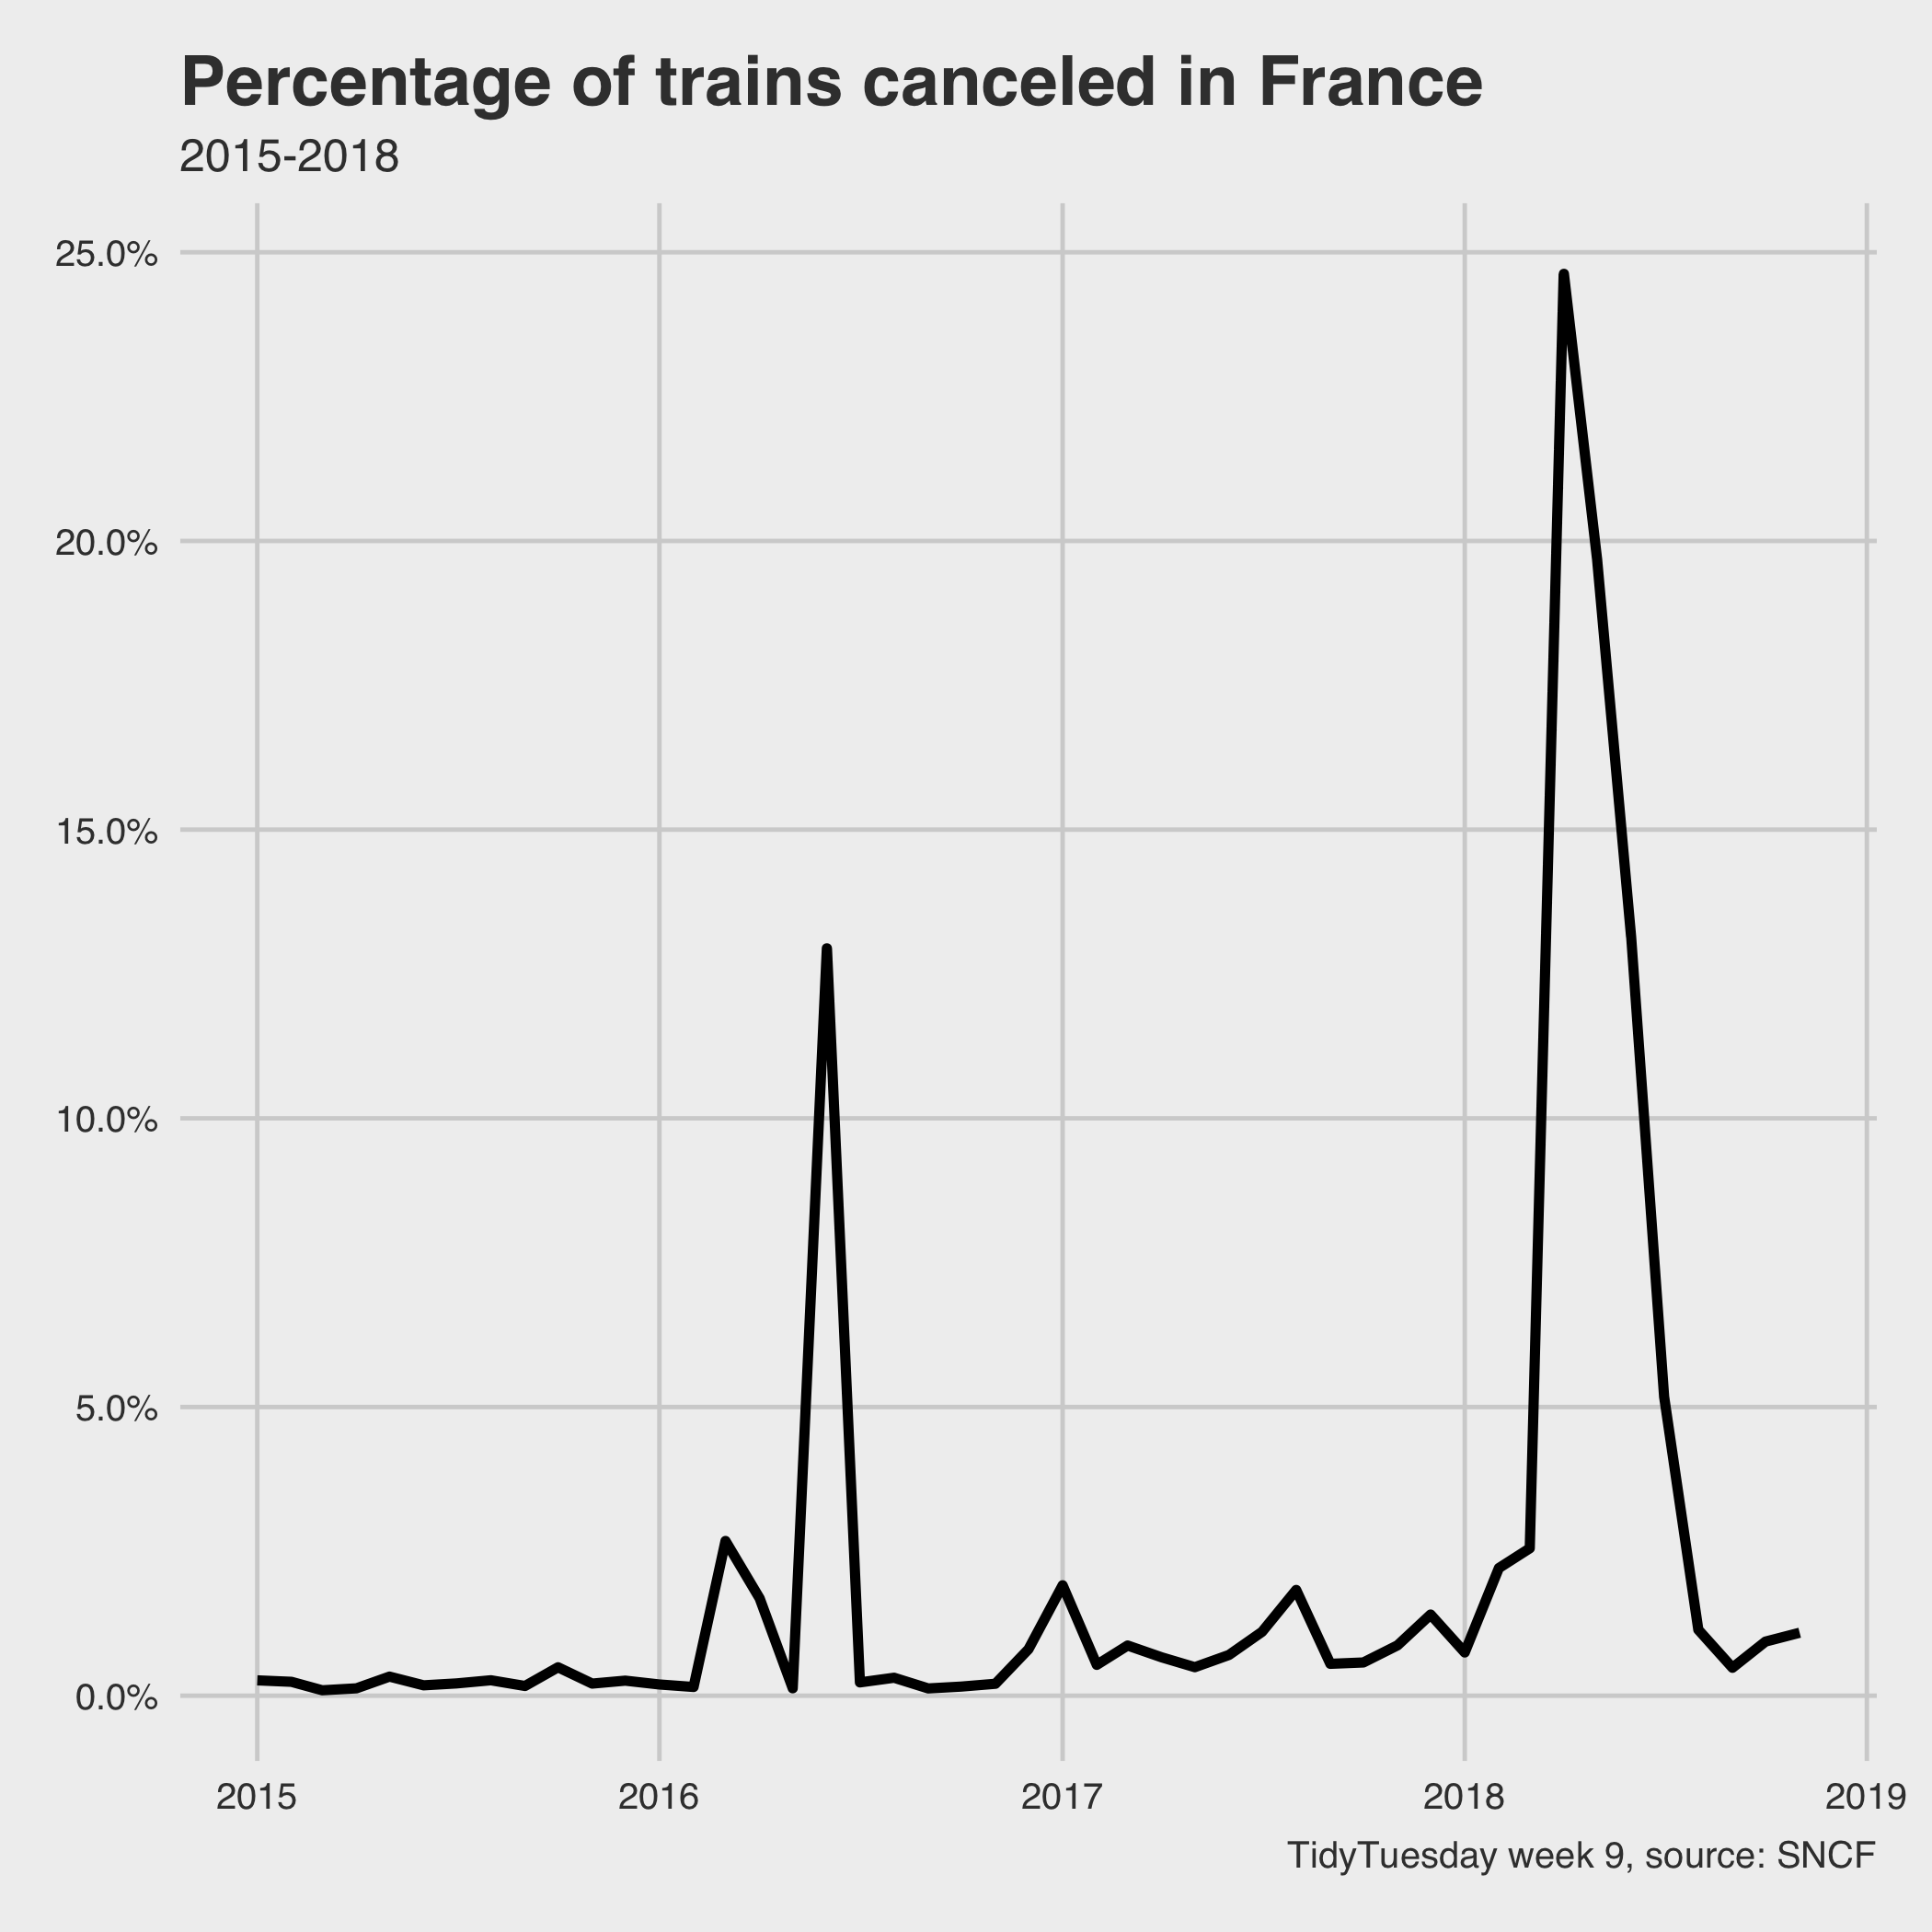 Percentage of trains canceled in France
2015-2018
25.0%
20.0%
15.0%
10.0%
5.0%
0.0%
2015 2016 2017 2018 2019
TidyTuesday week 9, source: SNCF